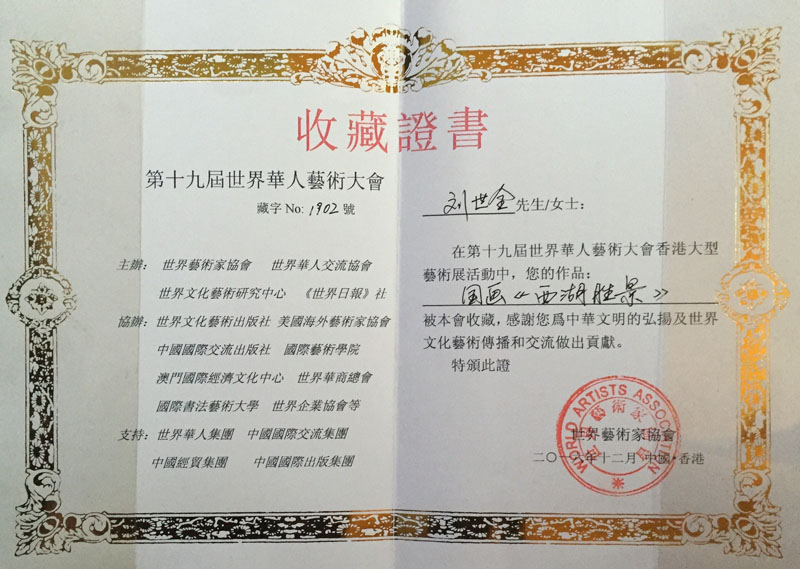 收藏證書
第十九屆世界華人藝術大會
藏字 No: 1902 號
主辦： 世界藝術家協會 世界華人交流協會
世界文化藝術研究中心 《世界日報》社
協辦：世界文化藝術出版社 美國海外藝術家協會
中國國際交流出版社 國際藝術學院
澳門國際經濟文化中心 世界華商總會
國際書法藝術大學 世界企業協會等
支持：世界華人集團 中國國際交流集團
中國經貿集團 中國國際出版集團
刘世全 先生/女士：
在第十九屆世界華人藝術大會香港大型
藝術展活動中，您的作品：
国画《西湖胜景》
被本會收藏，感謝您爲中華文明的弘揚及世界
文化藝術傳播和交流做出貢獻。
特頒此證
世界藝術家協會
二〇一六年十二月·中國·香港
WORLD ARTISTS ASSOCIATION